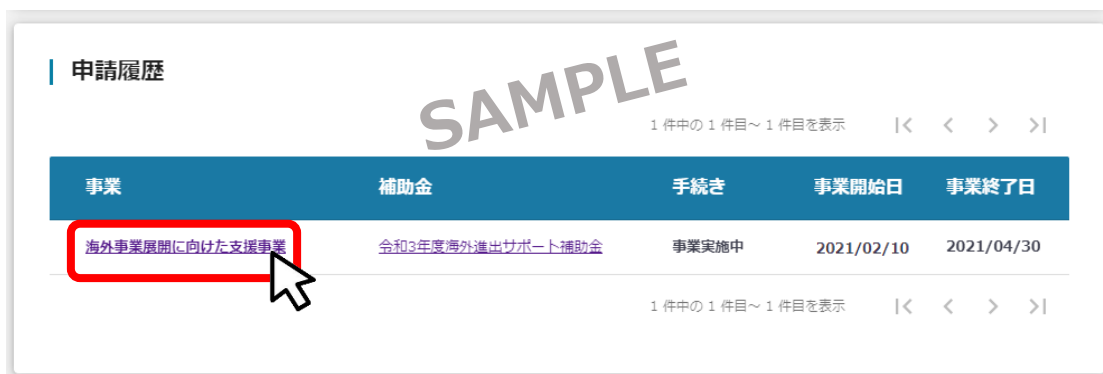 申請履歴
SAMPLE
1 件中の 1 件目～ 1 件目を表示
事業 補助金 手続き 事業開始日 事業終了日
海外事業展開に向けた支援事業 令和3年度海外進出サポート補助金 事業実施中 2021/02/10 2021/04/30
1 件中の 1 件目～ 1 件目を表示